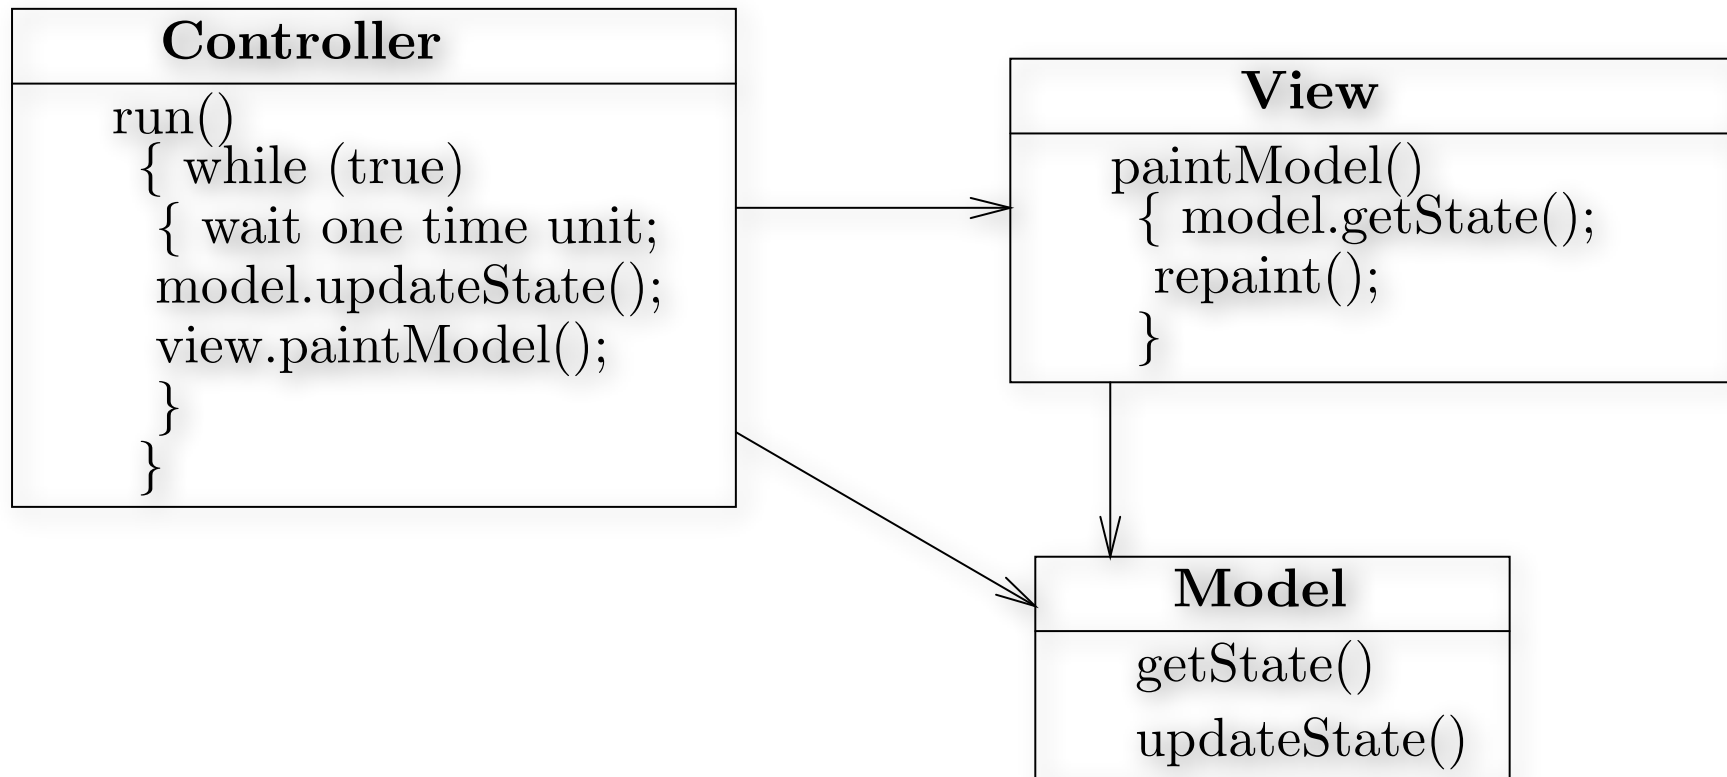 Controller
run()
{ while (true)
{ wait one time unit;
model.updateState();
view.paintModel();
}
}
View
paintModel()
{ model.getState();
repaint();
}
Model
getState()
updateState()